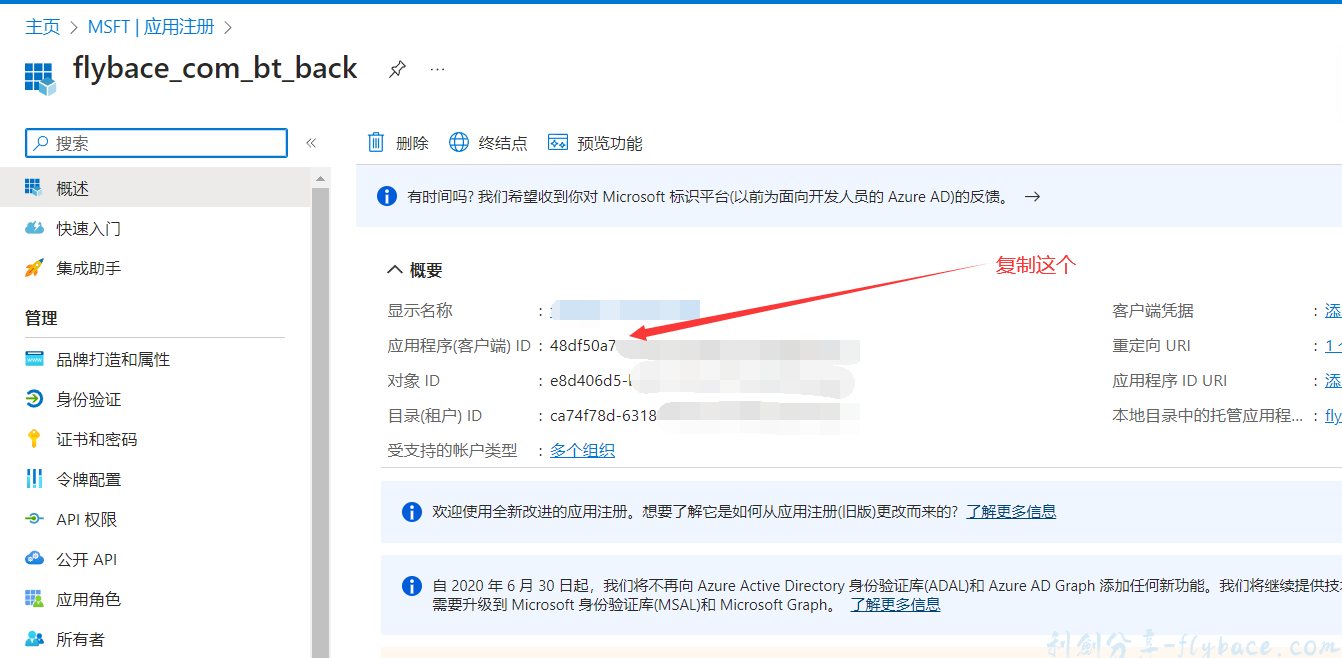 主页 > MSFT | 应用注册 >
flybace_com_bt_back
搜索
删除 终结点 预览功能
概述
快速入门
集成助手
管理
品牌打造和属性
身份验证
证书和密码
令牌配置
API 权限
公开 API
应用角色
所有者
有时间吗? 我们希望收到你对 Microsoft 标识平台(以前为面向开发人员的 Azure AD)的反馈。 →
概要
复制这个
显示名称 :
应用程序(客户端) ID : 48df50a7
对象 ID : e8d406d5-
目录(租户) ID : ca74f78d-6318
受支持的帐户类型 : 多个组织
客户端凭据 : 添
重定向 URI : 1 个
应用程序 ID URI : 添
本地目录中的托管应用程... : fly
欢迎使用全新改进的应用注册。想要了解它是如何从应用注册(旧版)更改而来的? 了解更多信息
自 2020 年 6 月 30 日起，我们将不再向 Azure Active Directory 身份验证库(ADAL)和 Azure AD Graph 添加任何新功能。我们将继续提供技
需要升级到 Microsoft 身份验证库(MSAL)和 Microsoft Graph。 了解更多信息
利剑分享-flybace.com